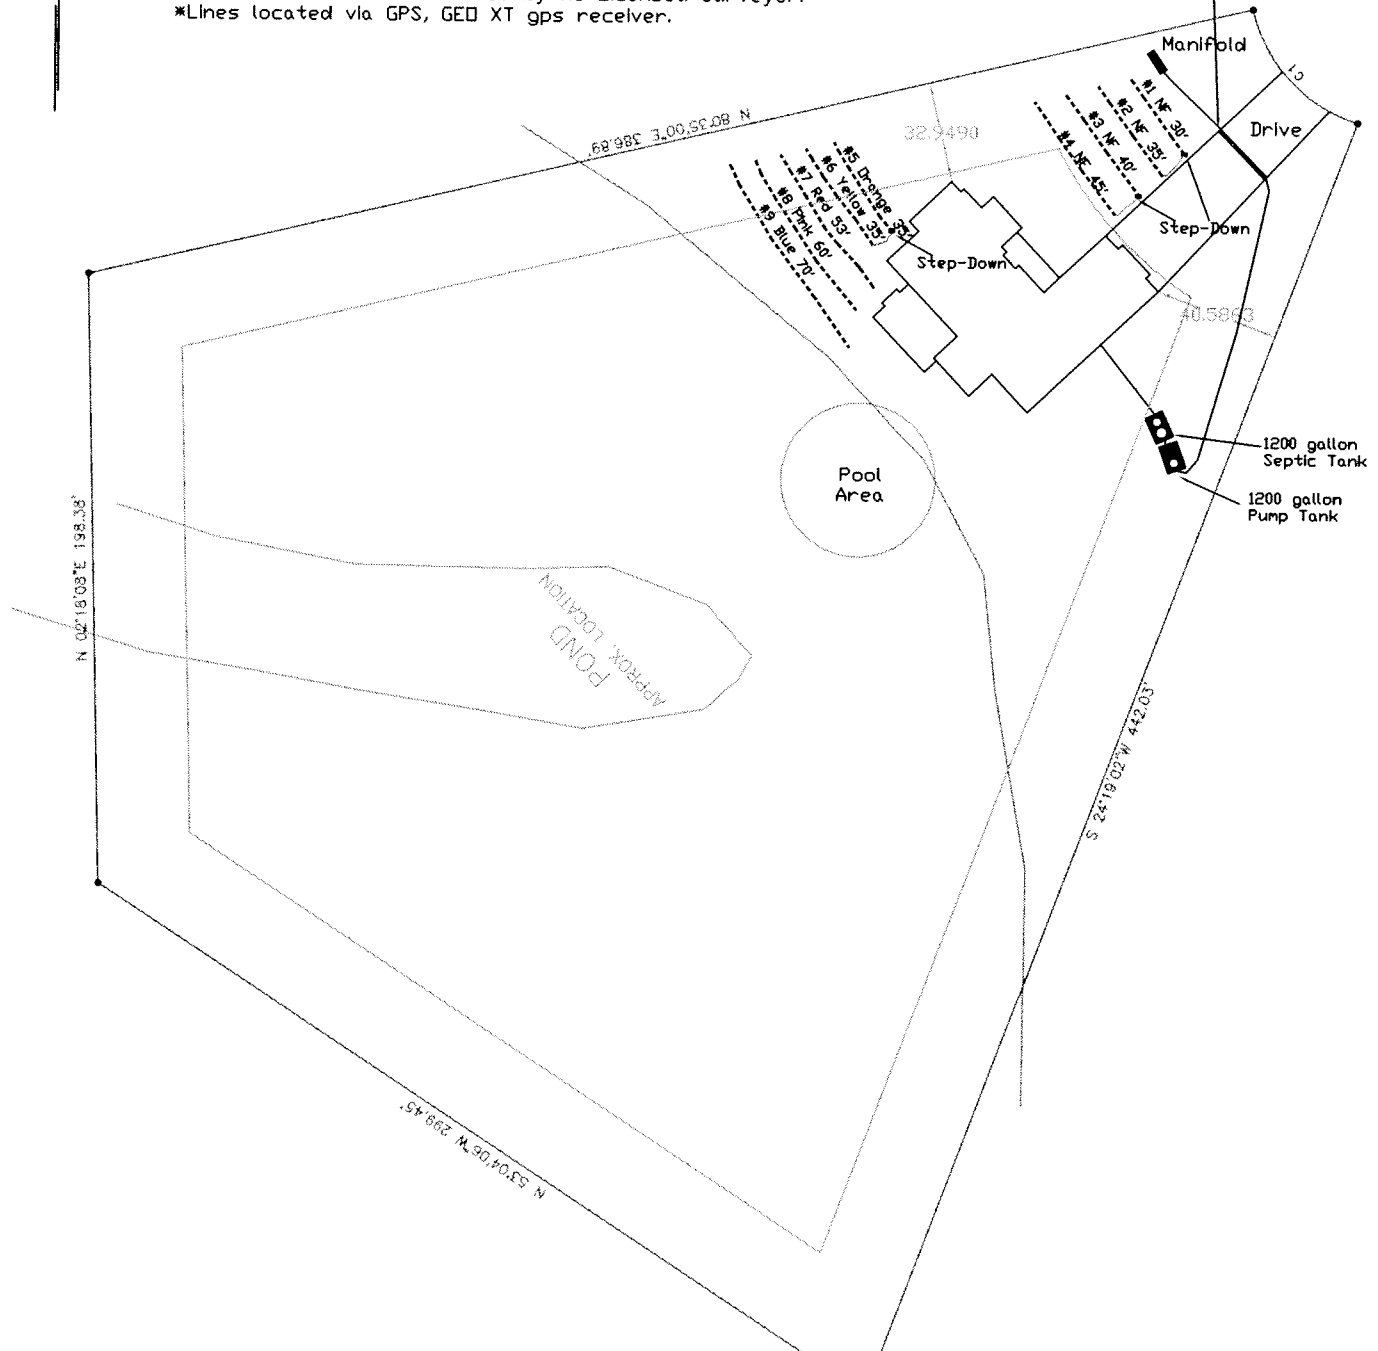 *Lines located via GPS, GEO XT gps receiver.
Manifold
C1
Drive
N 80°35'00"E 386.89'
32.9490
#1 NF 30'
#2 NF 35'
#3 NF 40'
#4 NF 45'
#5 Orange 35'
#6 Yellow 35'
#7 Red 53'
#8 Pink 60'
#9 Blue 70'
Step-Down
Step-Down
40.5863
1200 gallon
Septic Tank
1200 gallon
Pump Tank
Pool
Area
N 02°18'08"E 198.38'
POND
APPROX. LOCATION
S 24°19'02"W 442.03'
N 53°04'06"W 299.45'